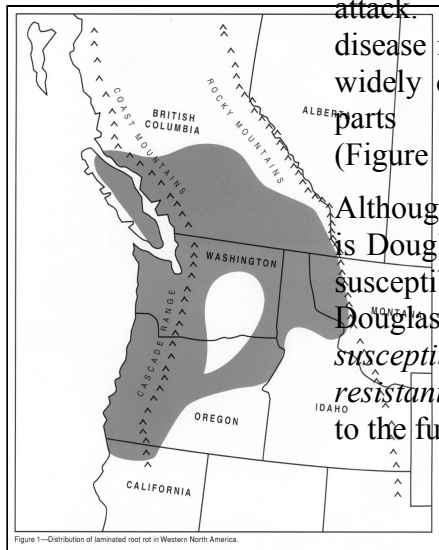 attack.
disease
widely
parts
(Figure
Although
is Doug
suscepti
Douglas
suscepti
resistant
to the fu
COAST MOUNTAINS
ROCKY MOUNTAINS
BRITISH
COLUMBIA
ALBERTA
WASHINGTON
MONTANA
CASCADE RANGE
OREGON
IDAHO
CALIFORNIA
Figure 1—Distribution of laminated root rot in Western North America.